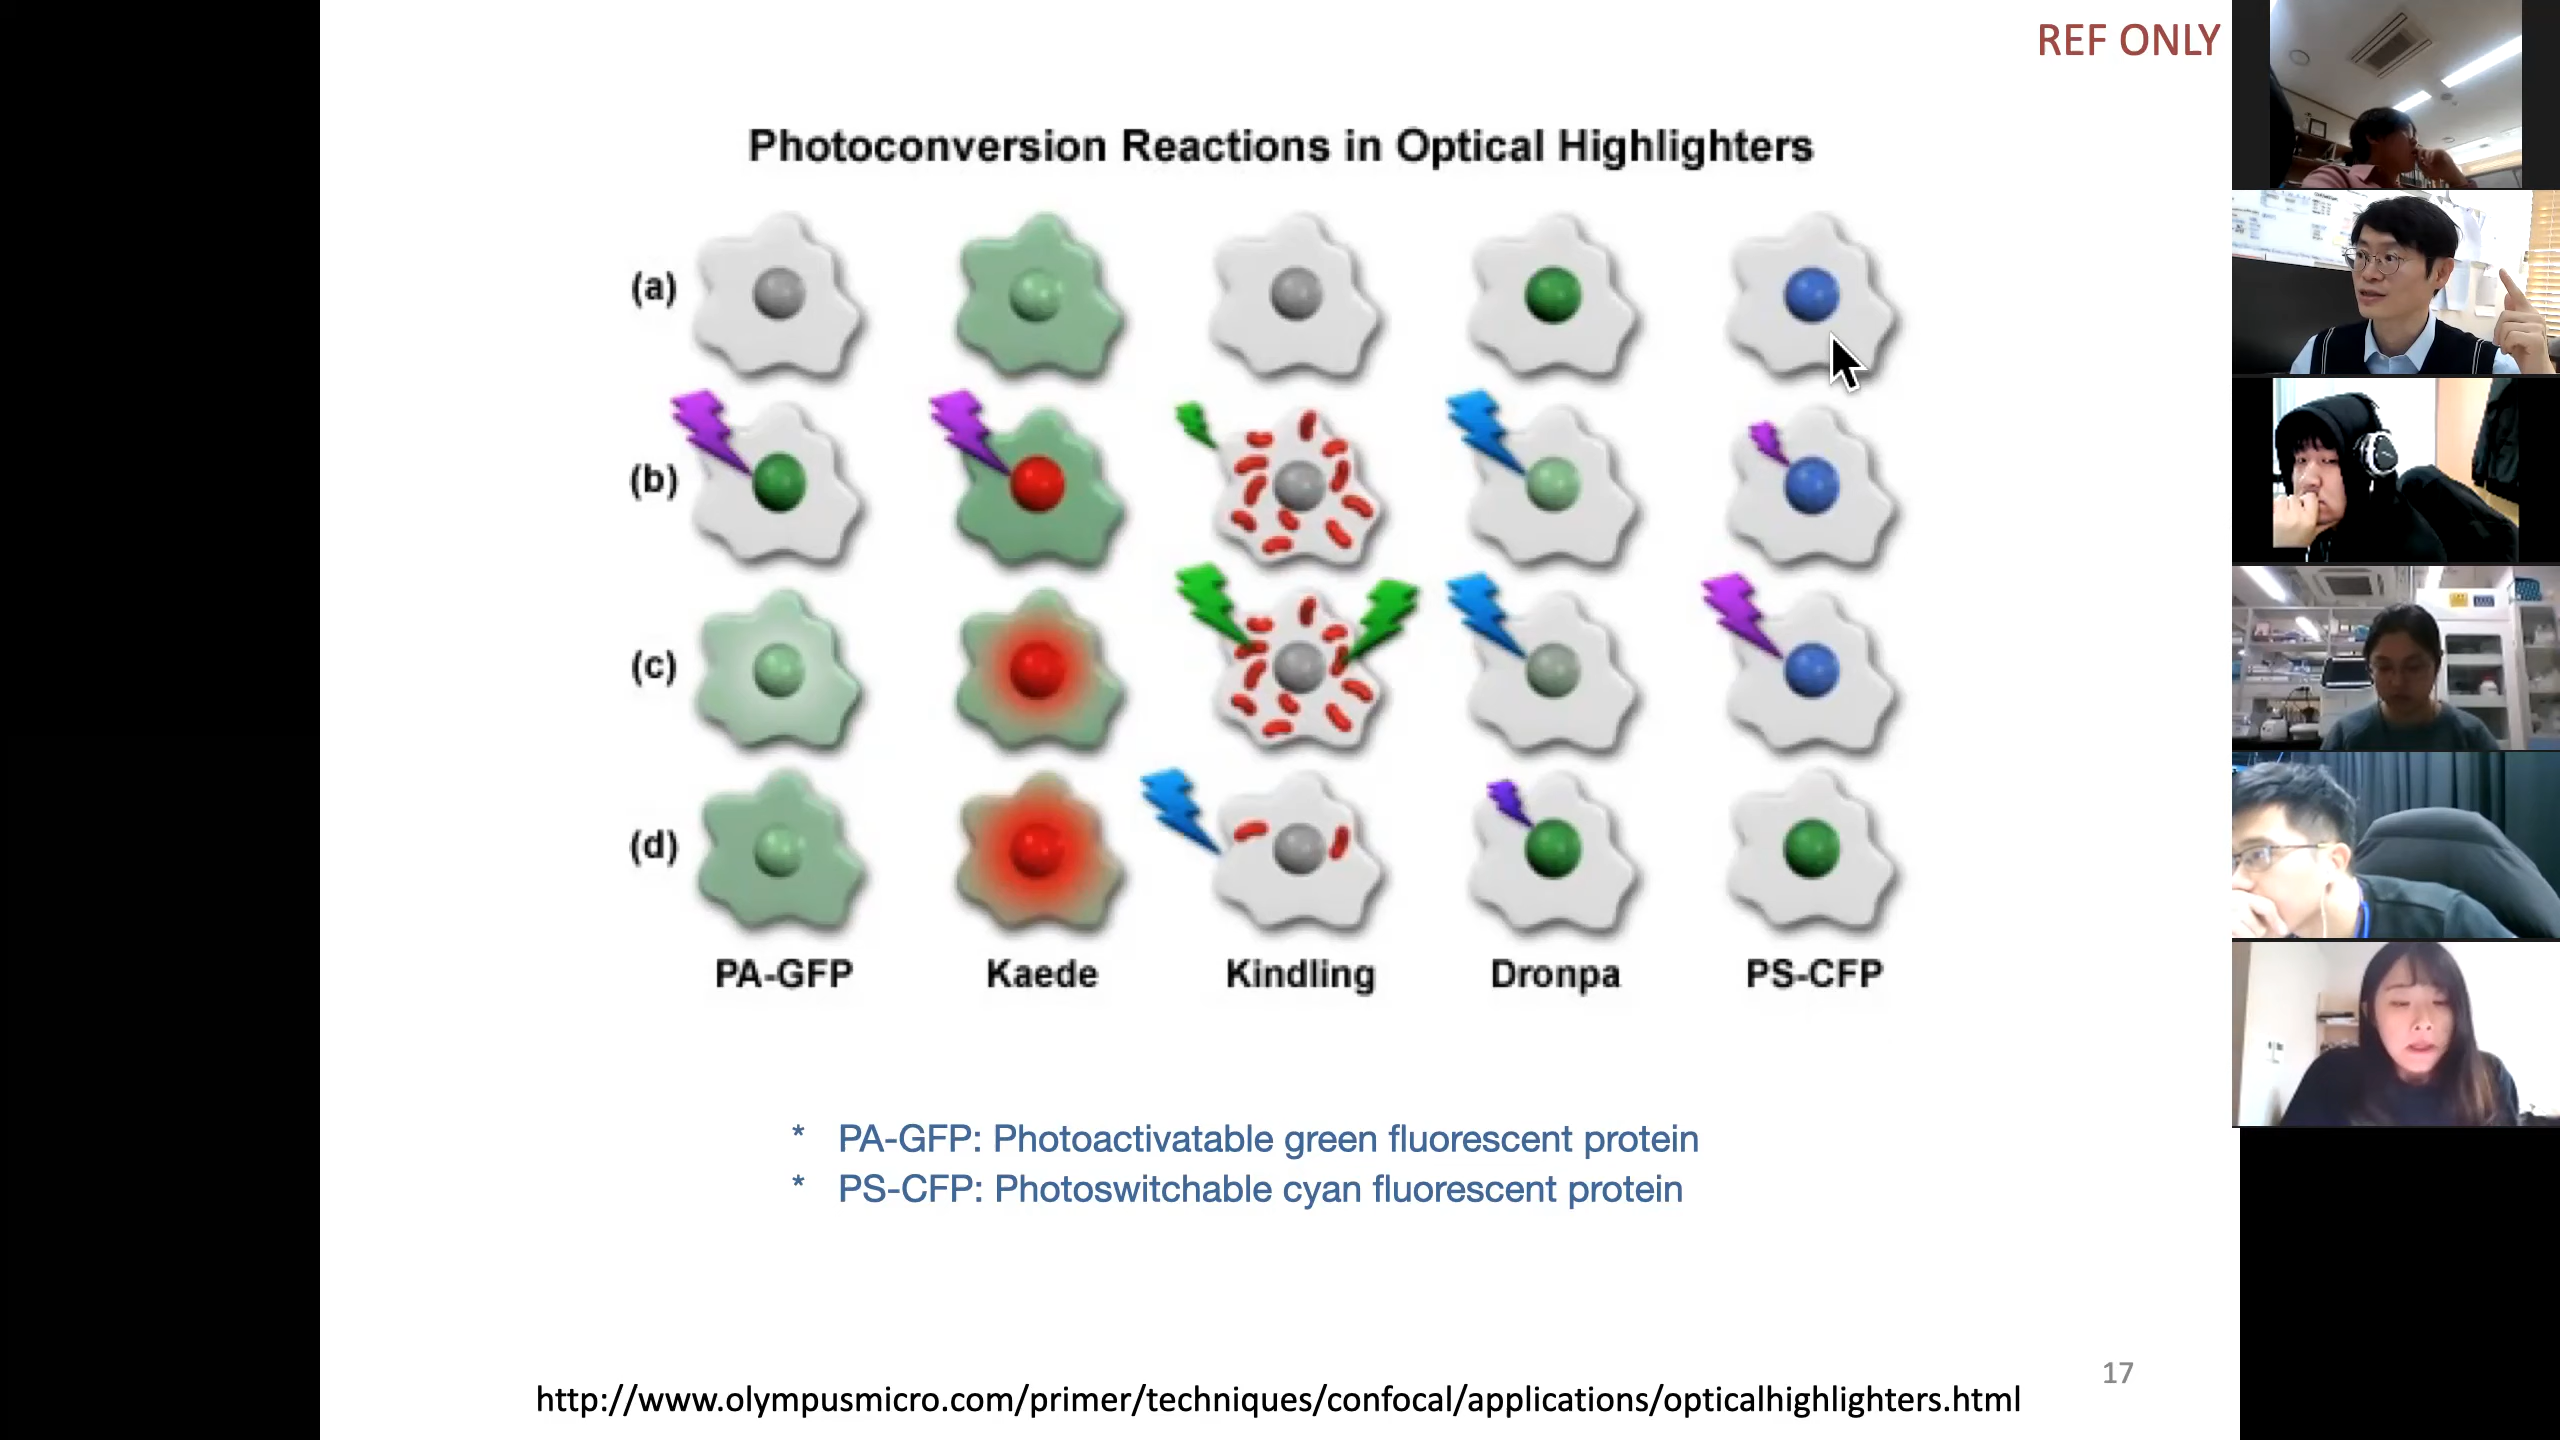 REF ONLY
Photoconversion Reactions in Optical Highlighters
(a)
(b)
(c)
(d)
PA-GFP Kaede Kindling Dronpa PS-CFP
* PA-GFP: Photoactivatable green fluorescent protein
* PS-CFP: Photoswitchable cyan fluorescent protein
17
http://www.olympusmicro.com/primer/techniques/confocal/applications/opticalhighlighters.html